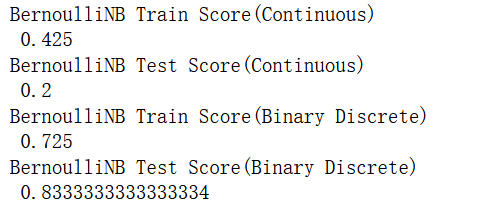 BernoulliNB Train Score(Continuous)
0.425
BernoulliNB Test Score(Continuous)
0.2
BernoulliNB Train Score(Binary Discrete)
0.725
BernoulliNB Test Score(Binary Discrete)
0.8333333333333334